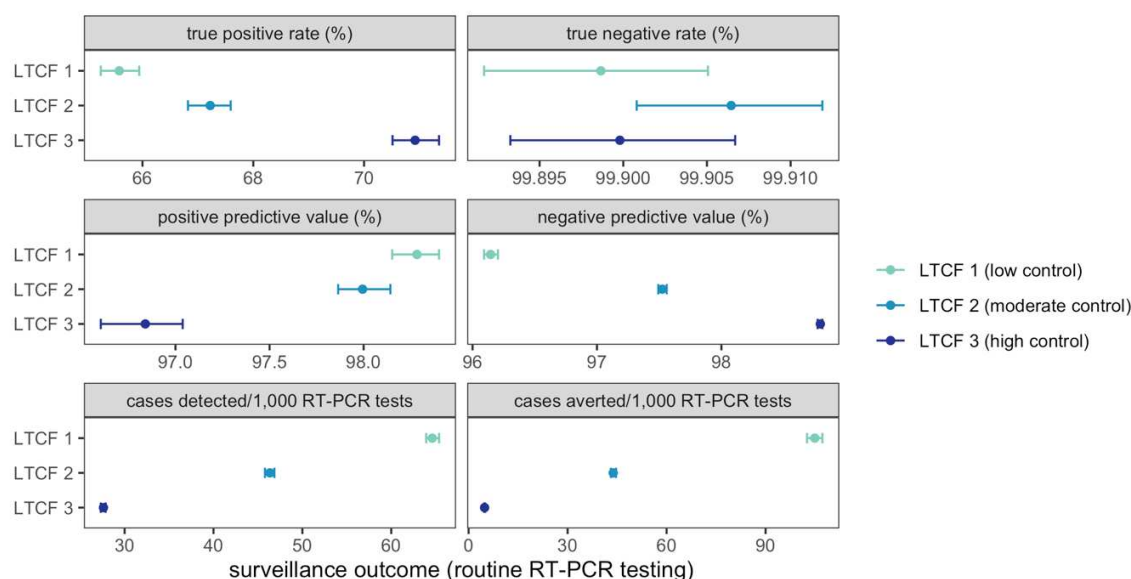 true positive rate (%)
true negative rate (%)
LTCF 1
LTCF 2
LTCF 3
66 68 70
99.895 99.900 99.905 99.910
positive predictive value (%)
negative predictive value (%)
LTCF 1
LTCF 2
LTCF 3
97.0 97.5 98.0
96 97 98
LTCF 1 (low control)
LTCF 2 (moderate control)
LTCF 3 (high control)
cases detected/1,000 RT-PCR tests
cases averted/1,000 RT-PCR tests
LTCF 1
LTCF 2
LTCF 3
30 40 50 60
0 30 60 90
surveillance outcome (routine RT-PCR testing)